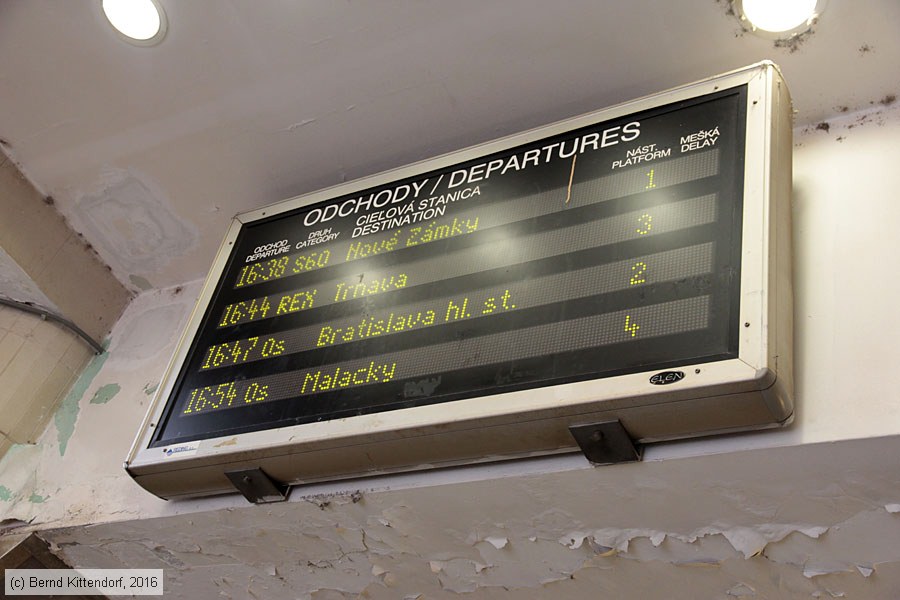 ODCHODY / DEPARTURES
ODCHOD DRUH CIEĽOVÁ STANICA NÁST. MEŠKÁ
DEPARTURE CATEGORY DESTINATION PLATFORM DELAY
16:38 S60 Nové Zámky 1
16:44 REX Trnava 3
16:47 Os Bratislava hl. st. 2
16:54 Os Malacky 4
ELEN
(c) Bernd Kittendorf, 2016